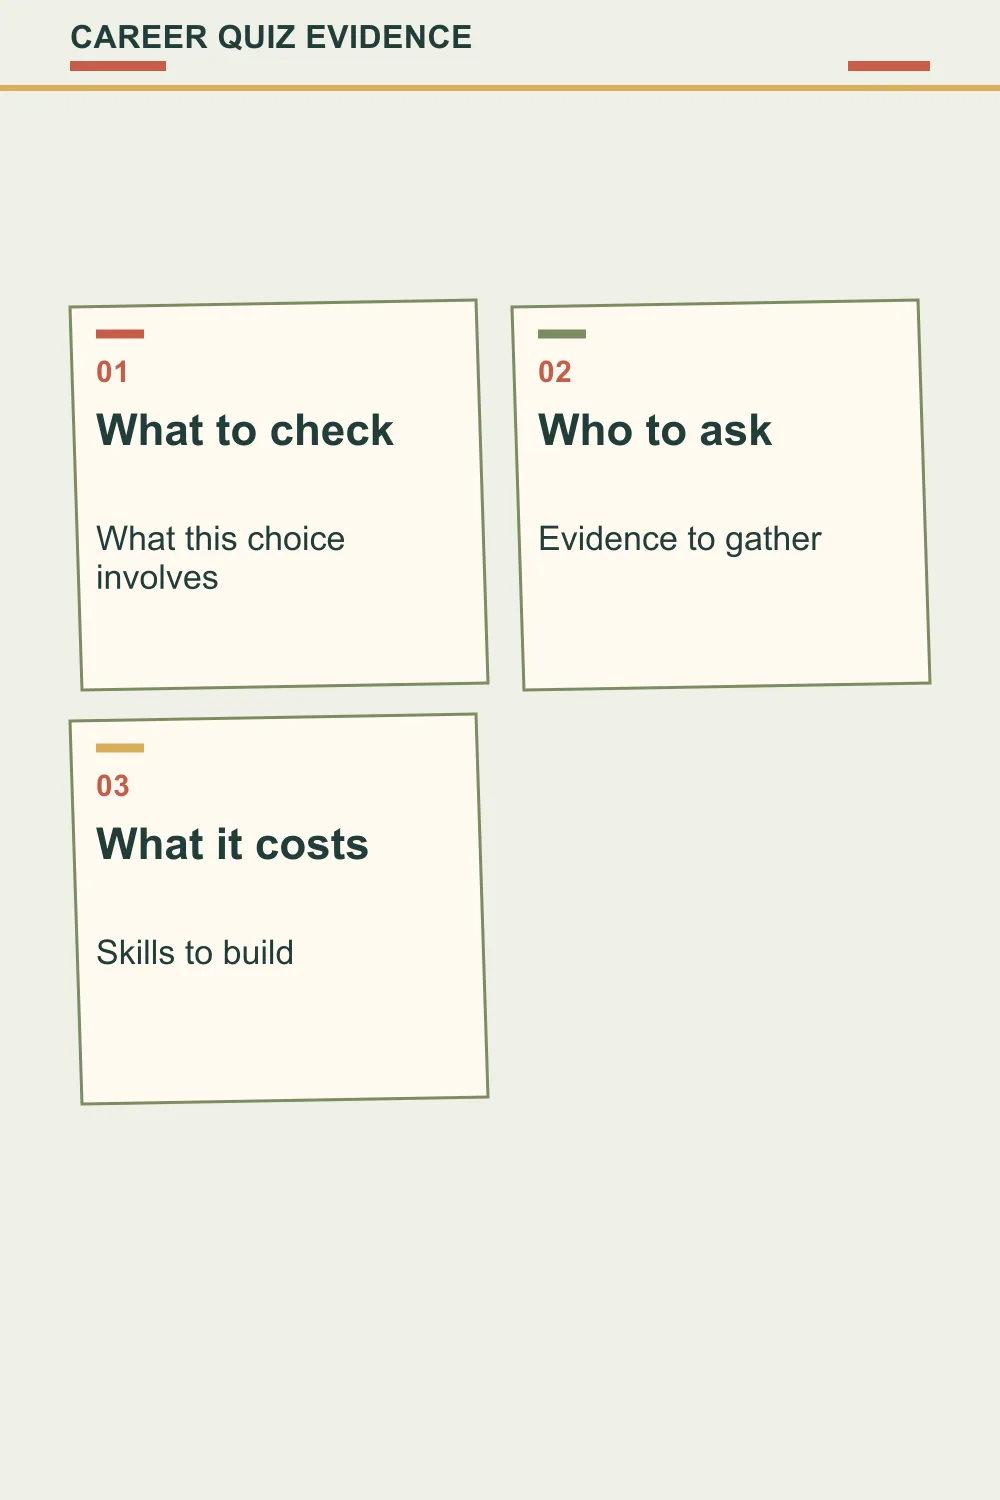 CAREER QUIZ EVIDENCE
01
What to check
What this choice
involves
02
Who to ask
Evidence to gather
03
What it costs
Skills to build